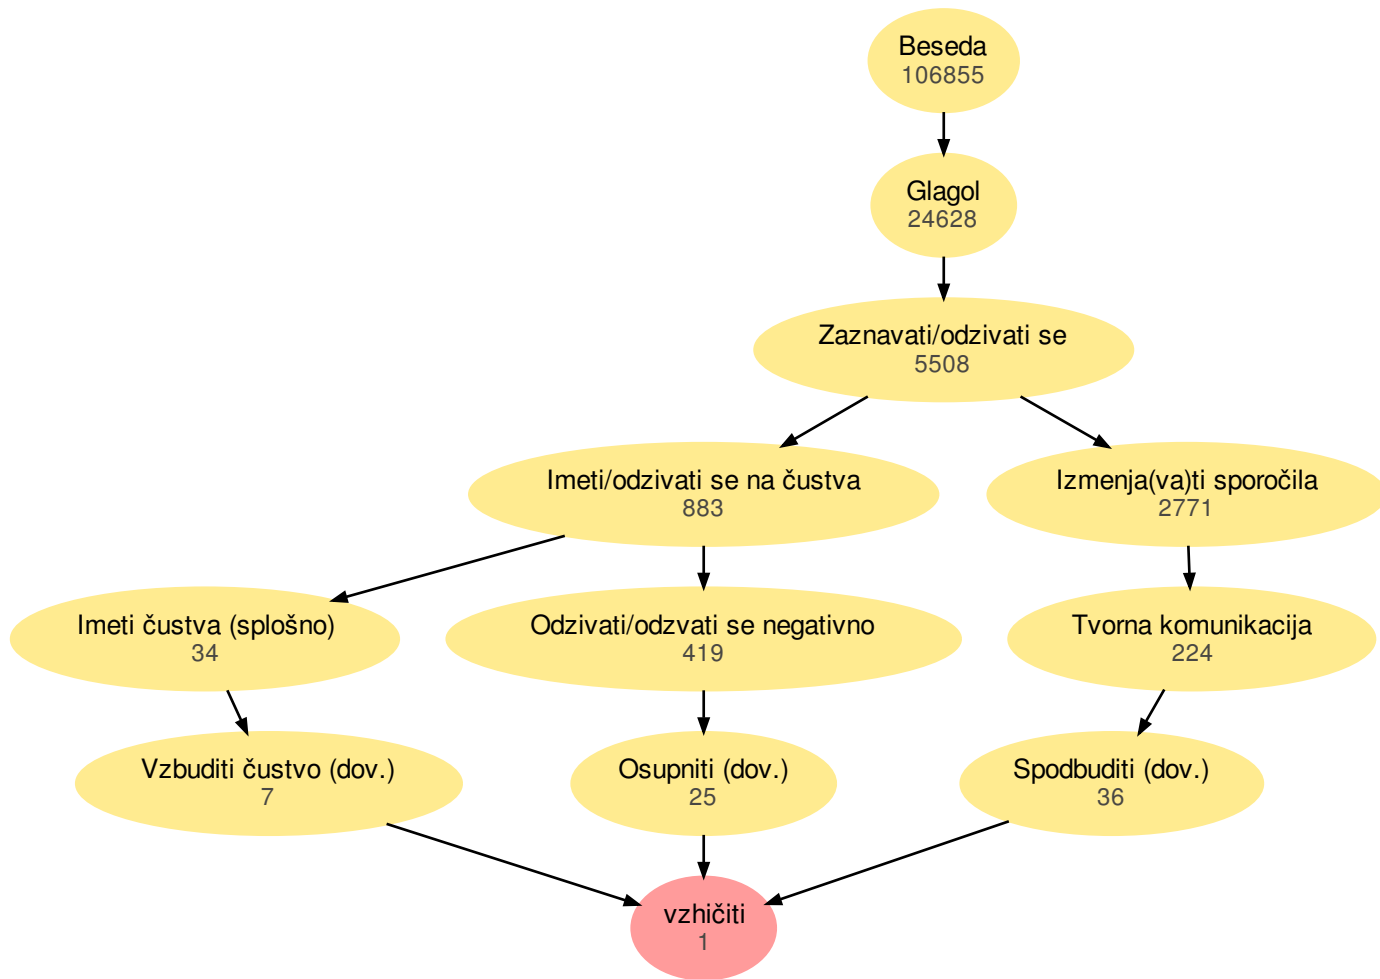 Beseda
106855
Glagol
24628
Zaznavati/odzivati se
5508
Imeti/odzivati se na čustva
883
Izmenja(va)ti sporočila
2771
Imeti čustva (splošno)
34
Odzivati/odzvati se negativno
419
Tvorna komunikacija
224
Vzbuditi čustvo (dov.)
7
Osupniti (dov.)
25
Spodbuditi (dov.)
36
vzhičiti
1